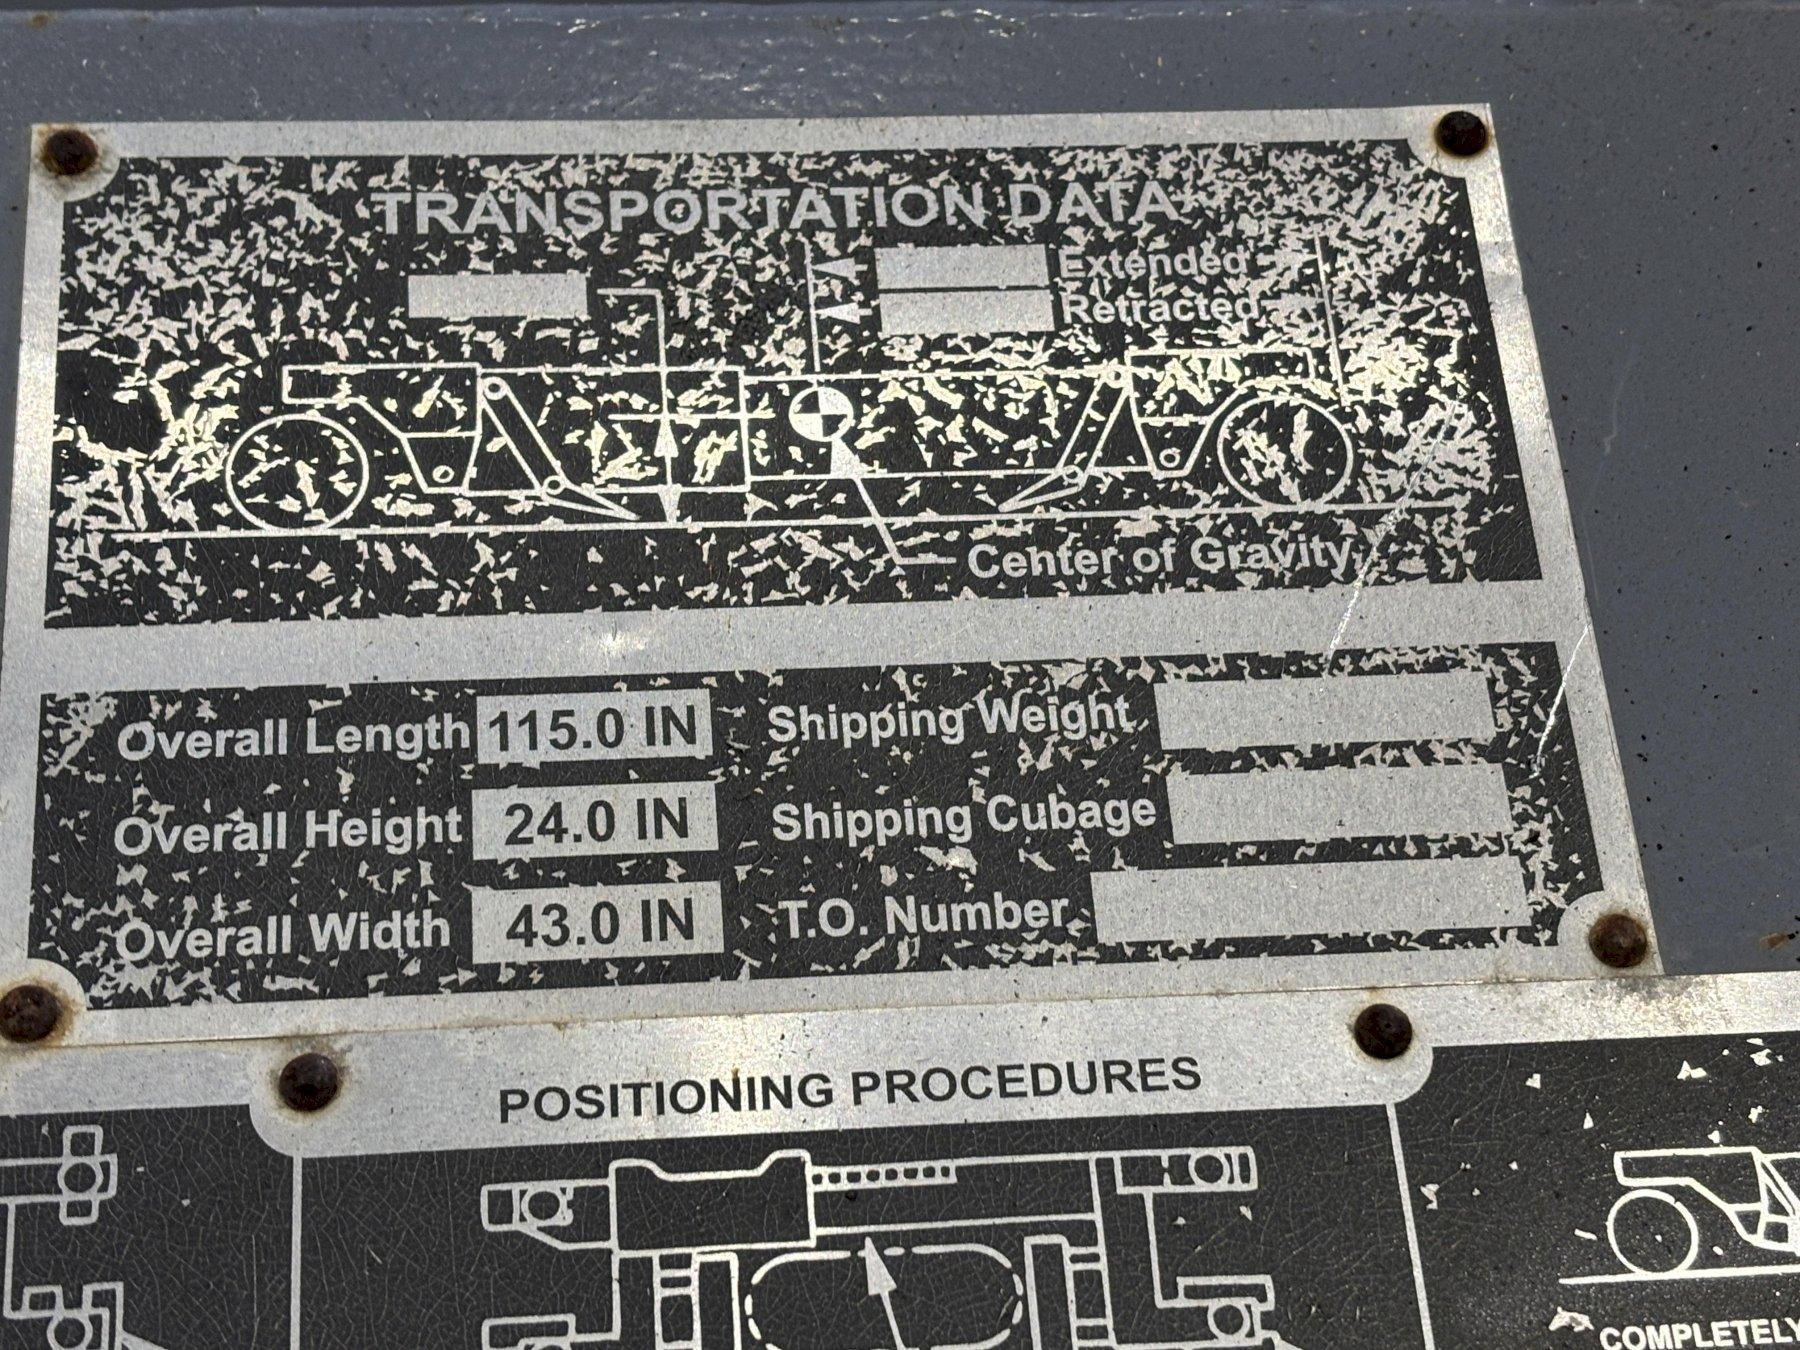 TRANSPORTATION DATA
Extended
Retracted
Center of Gravity
Overall Length 115.0 IN
Shipping Weight
Overall Height 24.0 IN
Shipping Cubage
Overall Width 43.0 IN
T.O. Number
POSITIONING PROCEDURES
COMPLETELY